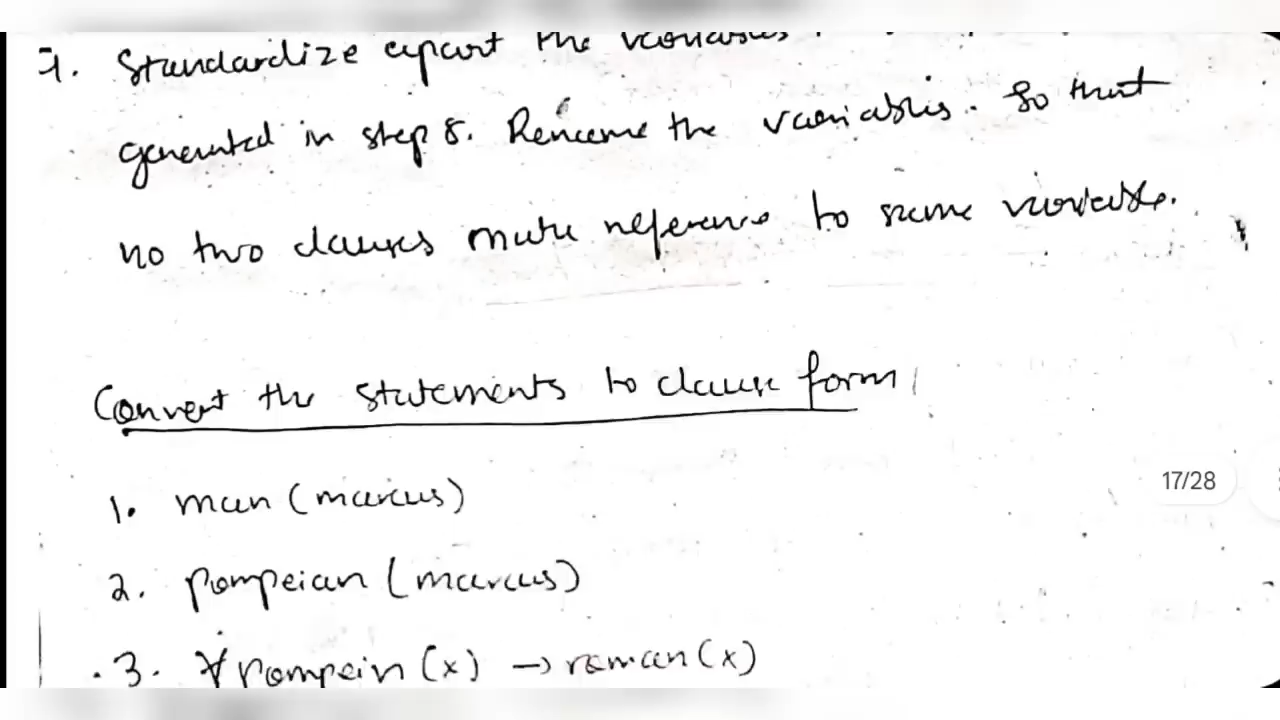 7. Standardize apart the variables
generated in step 8. Rename the variables. So that
no two clauses make reference to same variable.
Convert the statements to clause form
17/28
1. man (marcus)
2. Pompeian (marcus)
3. ∀ Pompein (x) → roman (x)